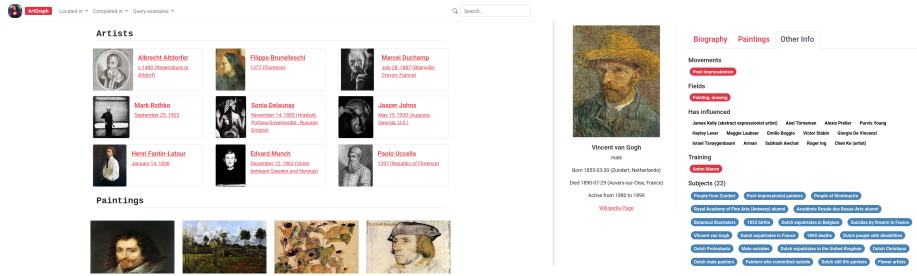 ArtGraph Located in Completed in Query examples Search...
Artists
Albrecht Altdorfer
c.1480 (Regensburg or
Altdorf)
Filippo Brunelleschi
1377 (Florence)
Marcel Duchamp
July 28, 1887 (Blainville-
Crevon, France)
Mark Rothko
September 25, 1903
Sonia Delaunay
November 14, 1885 (Hradyzk,
Poltava Governorate , Russian
Empire)
Jasper Johns
May 15, 1930 (Augusta,
Georgia, U.S.)
Henri Fantin-Latour
January 14, 1836
Edvard Munch
December 12, 1863 (Union
between Sweden and Norway)
Paolo Uccello
1397 (Republic of Florence)
Paintings
Vincent van Gogh
male
Born 1853-03-30 (Zundert, Netherlands)
Died 1890-07-29 (Auvers-sur-Oise, France)
Active from 1880 to 1890
Wikipedia Page
Biography Paintings Other Info
Movements
Post-Impressionism
Fields
Painting, drawing
Has influenced
James Kelly (abstract expressionist artist) Axel Törneman Alexis Preller Purvis Young
Hayley Lever Maggie Laubser Emilio Boggio Victor Stabin Giorgio De Vincenzi
Israel Tsvaygenbaum Arman Subhash Awchat Roger Ing Chen Ke (artist)
Training
Anton Mauve
Subjects (22)
People from Zundert Post-impressionist painters People of Montmartre
Royal Academy of Fine Arts (Antwerp) alumni Académie Royale des Beaux-Arts alumni
Botanical illustrators 1853 births Dutch expatriates in Belgium Suicides by firearm in France
Vincent van Gogh Dutch expatriates in France 1890 deaths Dutch people with disabilities
Dutch Protestants Male suicides Dutch expatriates in the United Kingdom Dutch Christians
Dutch male painters Painters who committed suicide Dutch still life painters Flower artists